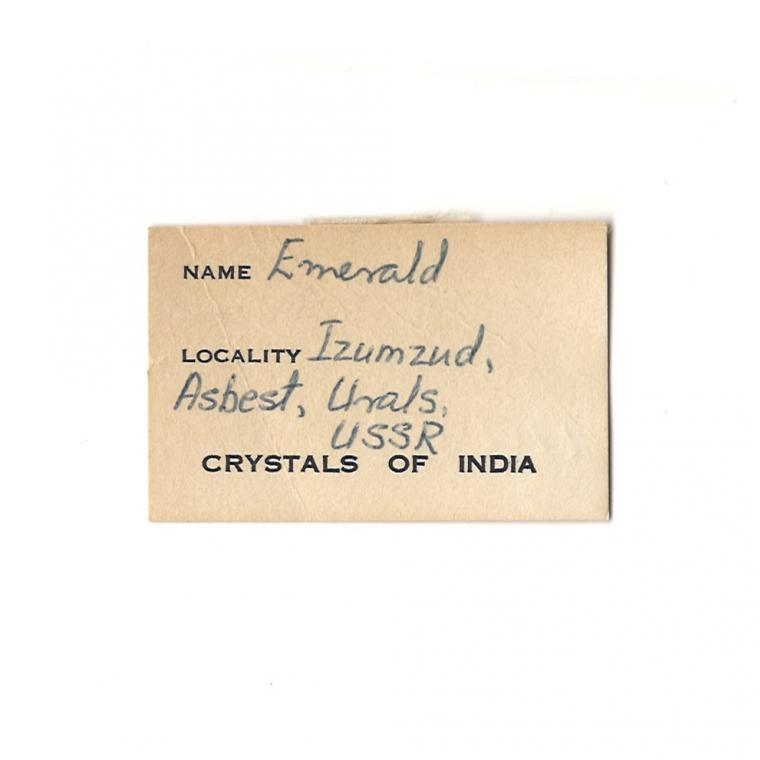 NAME Emerald
LOCALITY Izumzud,
Asbest, Urals,
USSR
CRYSTALS OF INDIA